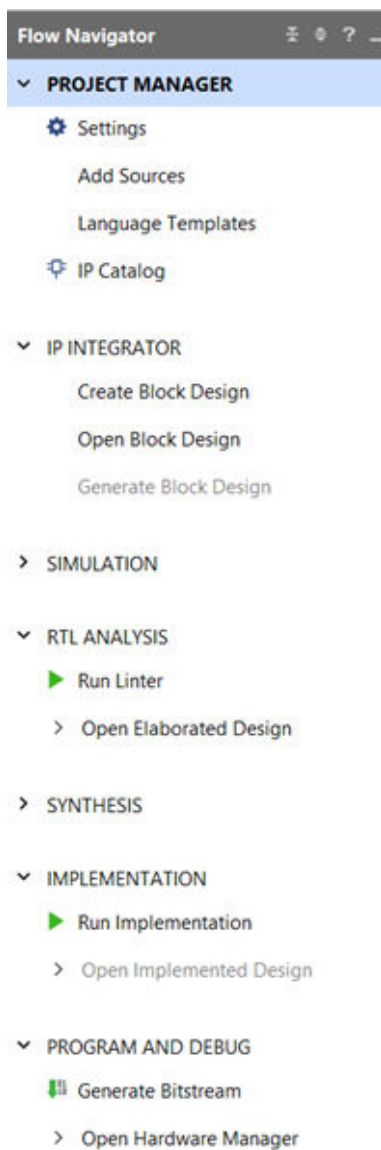 Flow Navigator ?
PROJECT MANAGER
Settings
Add Sources
Language Templates
IP Catalog
IP INTEGRATOR
Create Block Design
Open Block Design
Generate Block Design
SIMULATION
RTL ANALYSIS
Run Linter
Open Elaborated Design
SYNTHESIS
IMPLEMENTATION
Run Implementation
Open Implemented Design
PROGRAM AND DEBUG
Generate Bitstream
Open Hardware Manager